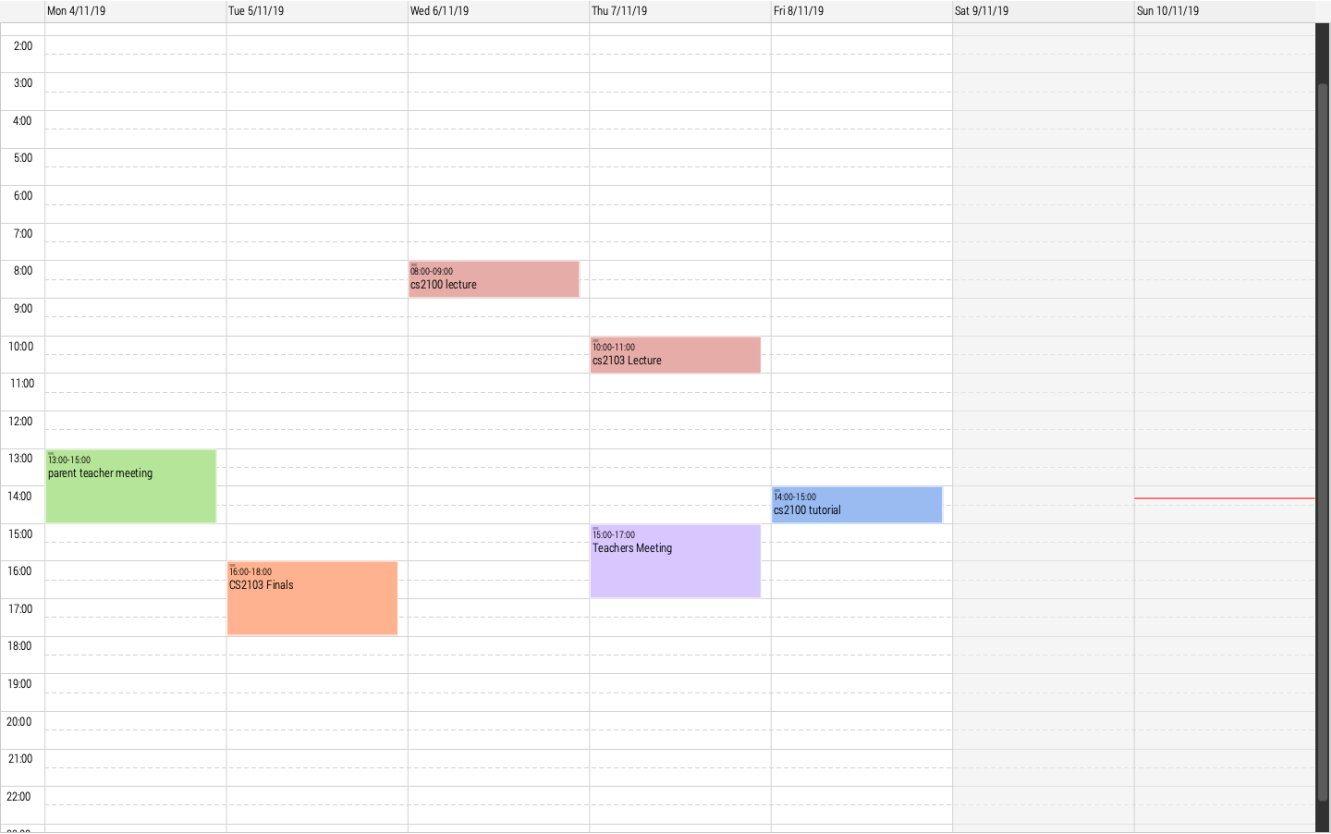 Mon 4/11/19
Tue 5/11/19
Wed 6/11/19
Thu 7/11/19
Fri 8/11/19
Sat 9/11/19
Sun 10/11/19
2:00
3:00
4:00
5:00
6:00
7:00
8:00
08:00-09:00
cs2100 lecture
9:00
10:00
10:00-11:00
cs2103 Lecture
11:00
12:00
13:00
13:00-15:00
parent teacher meeting
14:00
14:00-15:00
cs2100 tutorial
15:00
15:00-17:00
Teachers Meeting
16:00
16:00-18:00
CS2103 Finals
17:00
18:00
19:00
20:00
21:00
22:00